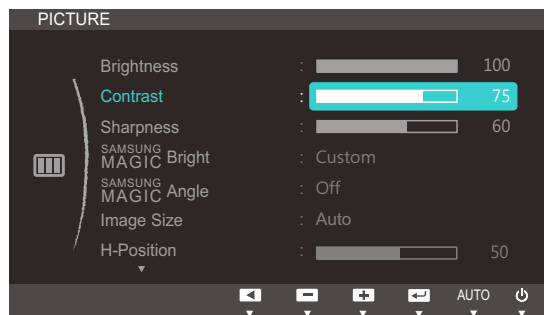 PICTURE
Brightness : 100
Contrast : 75
Sharpness : 60
SAMSUNG MAGIC Bright : Custom
SAMSUNG MAGIC Angle : Off
Image Size : Auto
H-Position : 50
AUTO